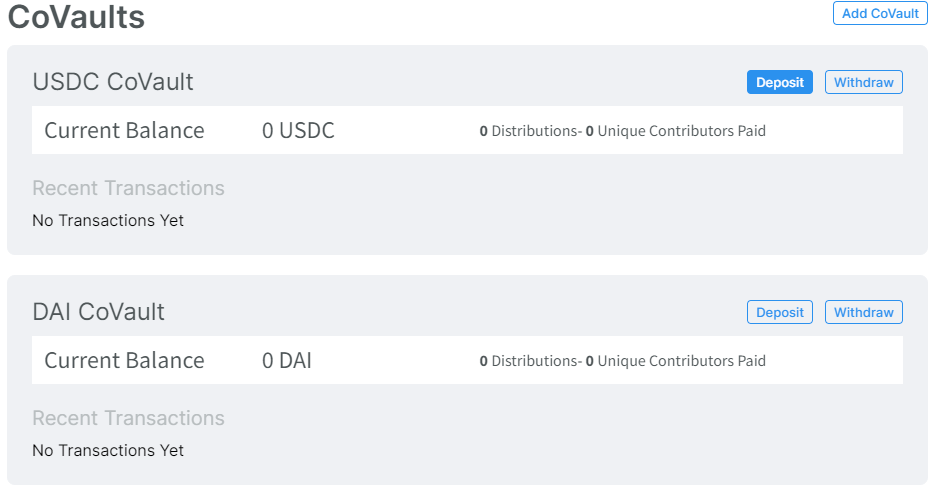 CoVaults
Add CoVault
USDC CoVault
Deposit
Withdraw
Current Balance 0 USDC 0 Distributions- 0 Unique Contributors Paid
Recent Transactions
No Transactions Yet
DAI CoVault
Deposit
Withdraw
Current Balance 0 DAI 0 Distributions- 0 Unique Contributors Paid
Recent Transactions
No Transactions Yet